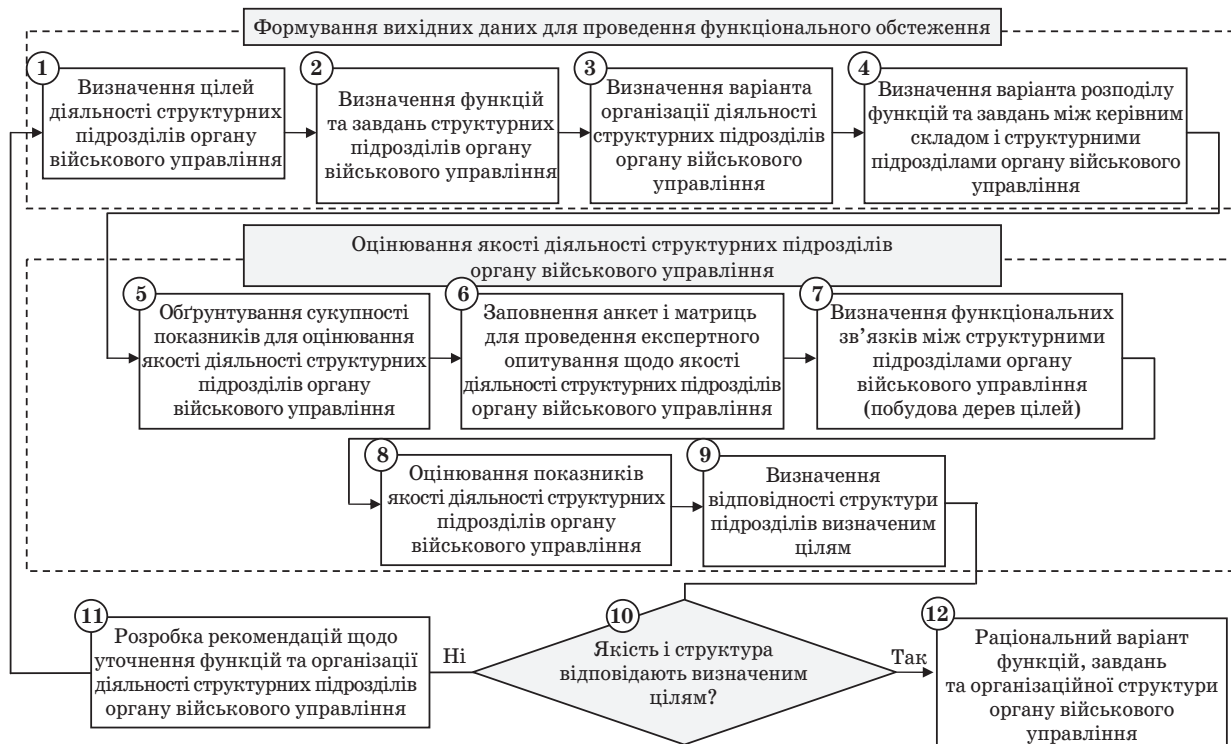 Формування вихідних даних для проведення функціонального обстеження
1
Визначення цілей
діяльності структурних
підрозділів органу
військового управління
2
Визначення функцій
та завдань структурних
підрозділів органу
військового управління
3
Визначення варіанта
організації діяльності
структурних підрозділів
органу військового
управління
4
Визначення варіанта розподілу
функцій та завдань між керівним
складом і структурними
підрозділами органу військового
управління
Оцінювання якості діяльності структурних підрозділів
органу військового управління
5
Обґрунтування сукупності
показників для оцінювання
якості діяльності структурних
підрозділів органу
військового управління
6
Заповнення анкет і матриць
для проведення експертного
опитування щодо якості
діяльності структурних підрозділів
органу військового управління
7
Визначення функціональних
зв’язків між структурними
підрозділами органу
військового управління
(побудова дерев цілей)
8
Оцінювання показників
якості діяльності структурних
підрозділів органу
військового управління
9
Визначення
відповідності структури
підрозділів визначеним
цілям
11
Розробка рекомендацій щодо
уточнення функцій та організації
діяльності структурних підрозділів
органу військового управління
Ні
10
Якість і структура
відповідають визначеним
цілям?
Так
12
Раціональний варіант
функцій, завдань
та організаційної структури
органу військового
управління